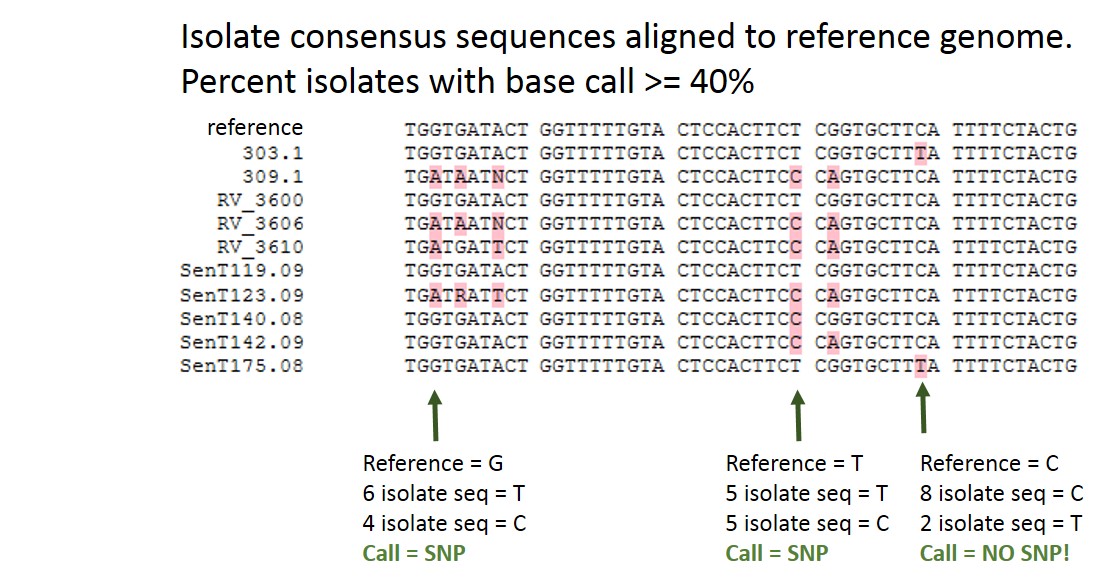 Isolate consensus sequences aligned to reference genome.
Percent isolates with base call >= 40%
reference TGGTGATACT GGTTTTTGTA CTCCACTTCT CGGTGCTTCA TTTTCTACTG
303.1 TGGTGATACT GGTTTTTGTA CTCCACTTCT CGGTGCTTTA TTTTCTACTG
309.1 TGATAATNCT GGTTTTTGTA CTCCACTTCC CAGTGCTTCA TTTTCTACTG
RV_3600 TGGTGATACT GGTTTTTGTA CTCCACTTCT CGGTGCTTCA TTTTCTACTG
RV_3606 TGATAATNCT GGTTTTTGTA CTCCACTTCC CAGTGCTTCA TTTTCTACTG
RV_3610 TGATGATTCT GGTTTTTGTA CTCCACTTCC CAGTGCTTCA TTTTCTACTG
SenT119.09 TGGTGATACT GGTTTTTGTA CTCCACTTCT CGGTGCTTCA TTTTCTACTG
SenT123.09 TGATRATTCT GGTTTTTGTA CTCCACTTCC CAGTGCTTCA TTTTCTACTG
SenT140.08 TGGTGATACT GGTTTTTGTA CTCCACTTCC CGGTGCTTCA TTTTCTACTG
SenT142.09 TGGTGATACT GGTTTTTGTA CTCCACTTCC CAGTGCTTCA TTTTCTACTG
SenT175.08 TGGTGATACT GGTTTTTGTA CTCCACTTCT CGGTGCTTTA TTTTCTACTG
Reference = G
6 isolate seq = T
4 isolate seq = C
Call = SNP
Reference = T
5 isolate seq = T
5 isolate seq = C
Call = SNP
Reference = C
8 isolate seq = C
2 isolate seq = T
Call = NO SNP!